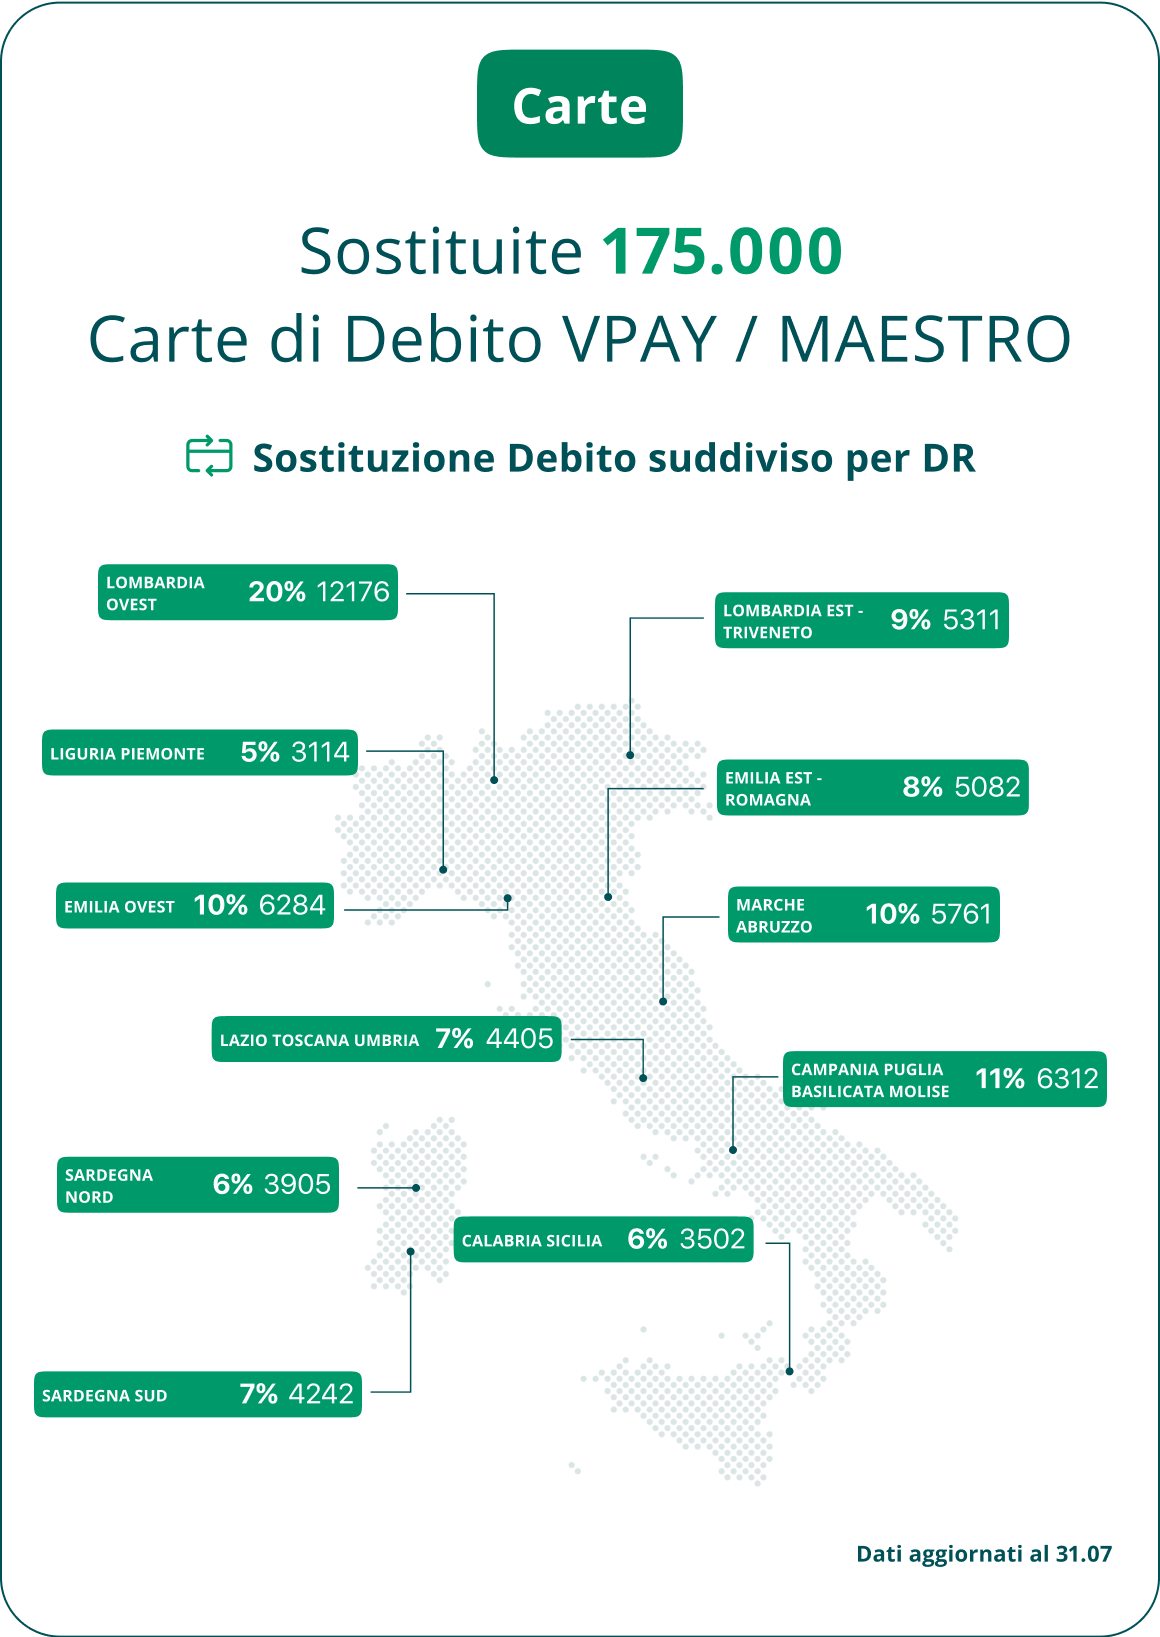 Carte
Sostituite 175.000
Carte di Debito VPAY / MAESTRO
Sostituzione Debito suddiviso per DR
LOMBARDIA
OVEST
20% 12176
LOMBARDIA EST -
TRIVENETO
9% 5311
LIGURIA PIEMONTE 5% 3114
EMILIA EST -
ROMAGNA
8% 5082
EMILIA OVEST 10% 6284
MARCHE
ABRUZZO
10% 5761
LAZIO TOSCANA UMBRIA 7% 4405
CAMPANIA PUGLIA
BASILICATA MOLISE
11% 6312
SARDEGNA
NORD
6% 3905
CALABRIA SICILIA 6% 3502
SARDEGNA SUD 7% 4242
Dati aggiornati al 31.07